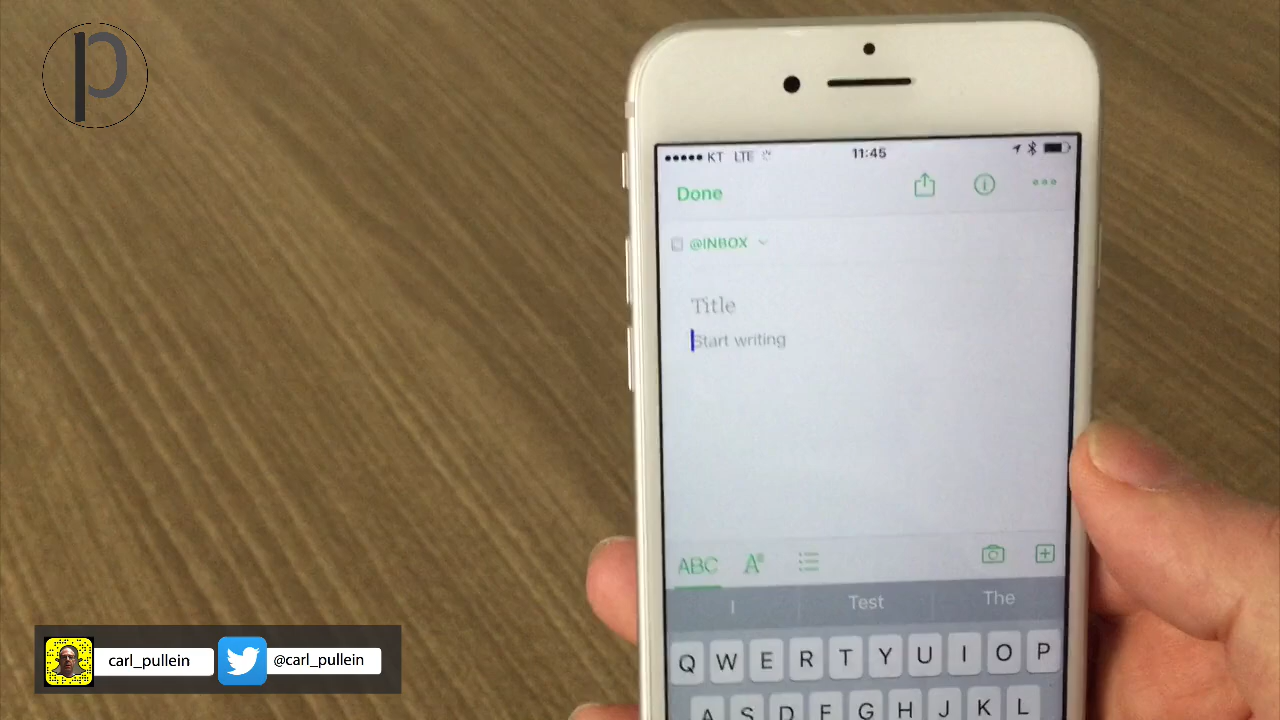 p
KT LTE 11:45
Done
@INBOX
Title
Start writing
ABC A
I Test The
Q W E R T Y U I O P
A S D F G H J K L
carl_pullein @carl_pullein